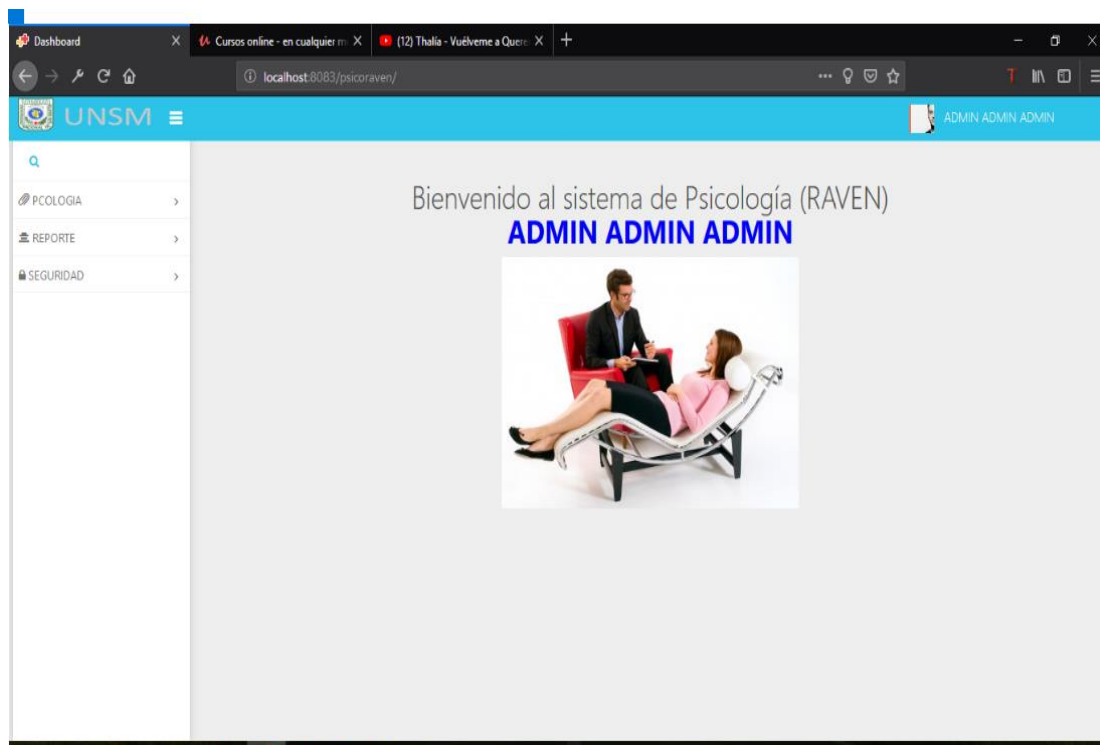 Dashboard
Cursos online - en cualquier m
(12) Thalía - Vuélveme a Quere
localhost:8083/psicoraven/
UNSM
ADMIN ADMIN ADMIN
PCOLOGIA
REPORTE
SEGURIDAD
Bienvenido al sistema de Psicología (RAVEN)
ADMIN ADMIN ADMIN